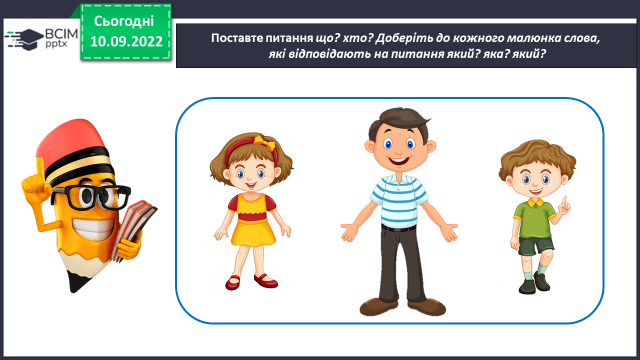 ВСІМ
pptx
Сьогодні
10.09.2022
Поставте питання що? хто? Доберіть до кожного малюнка слова,
які відповідають на питання який? яка? який?